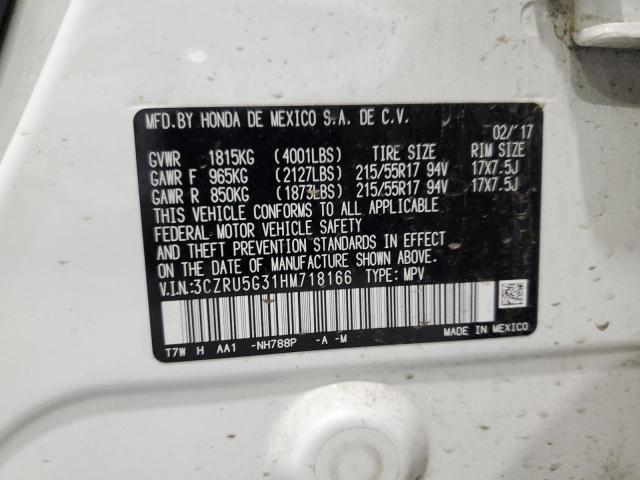 MFD.BY HONDA DE MEXICO S.A. DE C.V.
02/'17
GVWR 1815KG (4001LBS) TIRE SIZE RIM SIZE
GAWR F 965KG (2127LBS) 215/55R17 94V 17X7.5J
GAWR R 850KG (1873LBS) 215/55R17 94V 17X7.5J
THIS VEHICLE CONFORMS TO ALL APPLICABLE
FEDERAL MOTOR VEHICLE SAFETY
AND THEFT PREVENTION STANDARDS IN EFFECT
ON THE DATE OF MANUFACTURE SHOWN ABOVE.
V.I.N.:3CZRU5G31HM718166 TYPE: MPV
T7W H AA1 -NH788P -A -M
MADE IN MEXICO